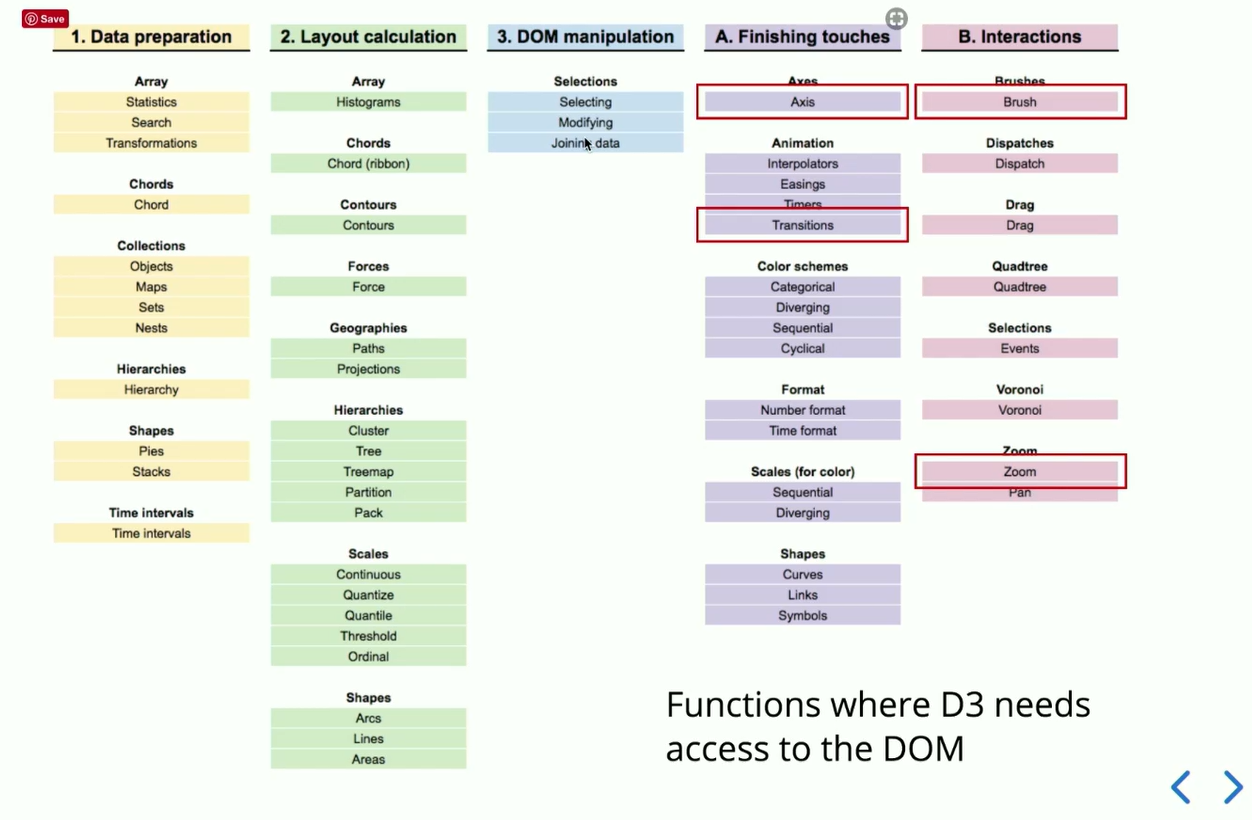 Save
1. Data preparation
Array
Statistics
Search
Transformations
Chords
Chord
Collections
Objects
Maps
Sets
Nests
Hierarchies
Hierarchy
Shapes
Pies
Stacks
Time intervals
Time intervals
2. Layout calculation
Array
Histograms
Chords
Chord (ribbon)
Contours
Contours
Forces
Force
Geographies
Paths
Projections
Hierarchies
Cluster
Tree
Treemap
Partition
Pack
Scales
Continuous
Quantize
Quantile
Threshold
Ordinal
Shapes
Arcs
Lines
Areas
3. DOM manipulation
Selections
Selecting
Modifying
Joining data
A. Finishing touches
Axes
Axis
Animation
Interpolators
Easings
Timers
Transitions
Color schemes
Categorical
Diverging
Sequential
Cyclical
Format
Number format
Time format
Scales (for color)
Sequential
Diverging
Shapes
Curves
Links
Symbols
B. Interactions
Brushes
Brush
Dispatches
Dispatch
Drag
Drag
Quadtree
Quadtree
Selections
Events
Voronoi
Voronoi
Zoom
Zoom
Pan
Functions where D3 needs
access to the DOM